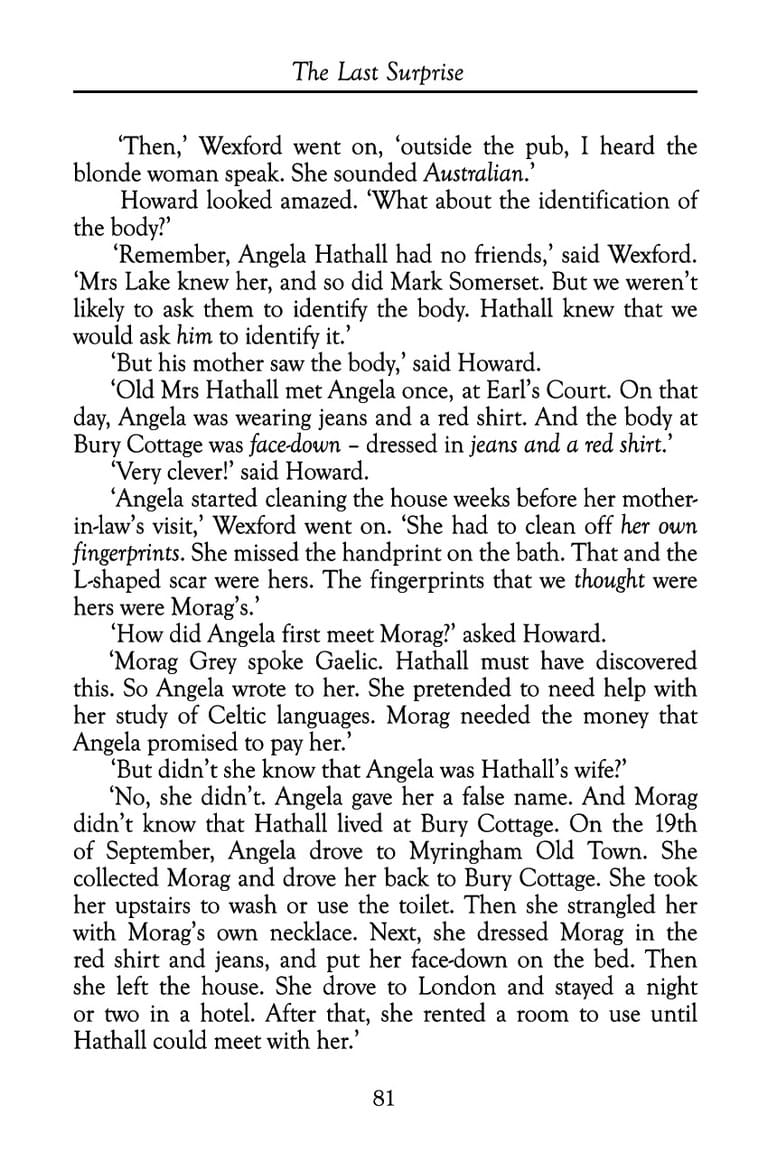 The Last Surprise
‘Then,’ Wexford went on, ‘outside the pub, I heard the
blonde woman speak. She sounded Australian.’
Howard looked amazed. ‘What about the identification of
the body?’
‘Remember, Angela Hathall had no friends,’ said Wexford.
‘Mrs Lake knew her, and so did Mark Somerset. But we weren’t
likely to ask them to identify the body. Hathall knew that we
would ask him to identify it.’
‘But his mother saw the body,’ said Howard.
‘Old Mrs Hathall met Angela once, at Earl’s Court. On that
day, Angela was wearing jeans and a red shirt. And the body at
Bury Cottage was face-down – dressed in jeans and a red shirt.’
‘Very clever!’ said Howard.
‘Angela started cleaning the house weeks before her mother-
in-law’s visit,’ Wexford went on. ‘She had to clean off her own
fingerprints. She missed the handprint on the bath. That and the
L-shaped scar were hers. The fingerprints that we thought were
hers were Morag’s.’
‘How did Angela first meet Morag?’ asked Howard.
‘Morag Grey spoke Gaelic. Hathall must have discovered
this. So Angela wrote to her. She pretended to need help with
her study of Celtic languages. Morag needed the money that
Angela promised to pay her.’
‘But didn’t she know that Angela was Hathall’s wife?’
‘No, she didn’t. Angela gave her a false name. And Morag
didn’t know that Hathall lived at Bury Cottage. On the 19th
of September, Angela drove to Myringham Old Town. She
collected Morag and drove her back to Bury Cottage. She took
her upstairs to wash or use the toilet. Then she strangled her
with Morag’s own necklace. Next, she dressed Morag in the
red shirt and jeans, and put her face-down on the bed. Then
she left the house. She drove to London and stayed a night
or two in a hotel. After that, she rented a room to use until
Hathall could meet with her.’
81